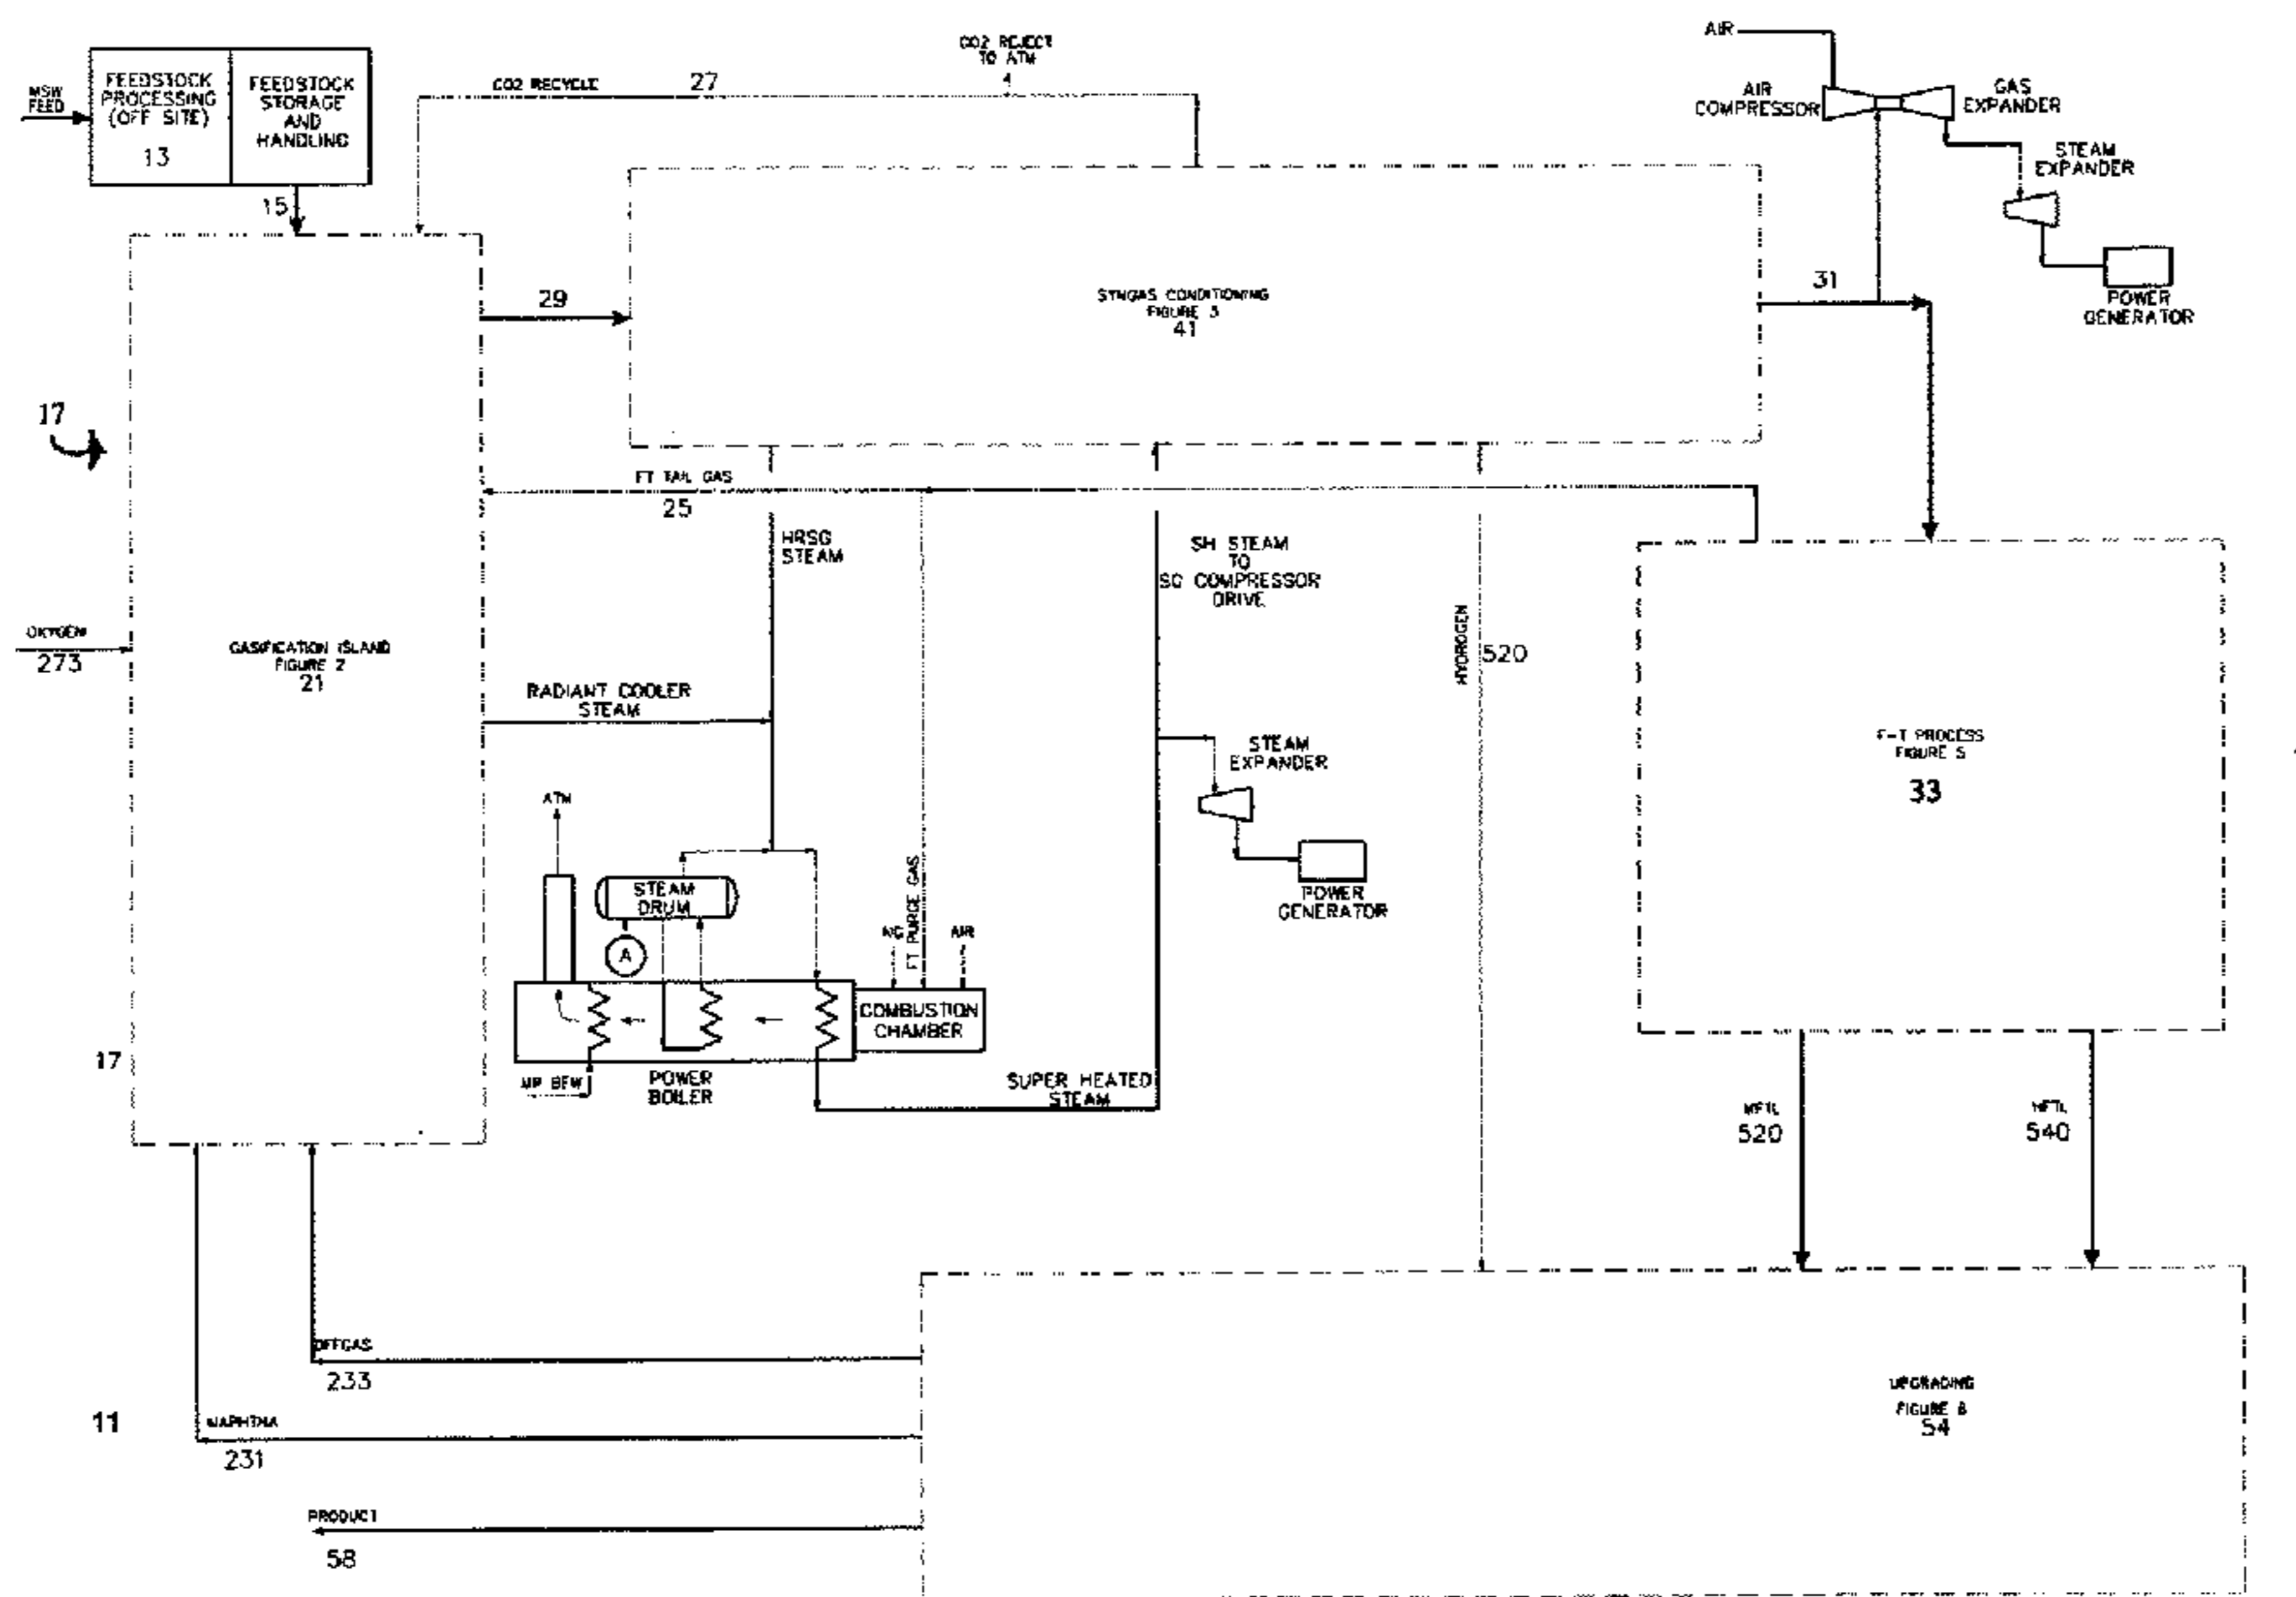 CO2 REJECT
TO ATM
AIR
AIR
COMPRESSOR
GAS
EXPANDER
STEAM
EXPANDER
POWER
GENERATOR
MSW
FEED
FEEDSTOCK
PROCESSING
(OFF SITE)
13
FEEDSTOCK
STORAGE
AND
HANDLING
CO2 RECYCLE
27
15
29
SYNGAS CONDITIONING
FIGURE 3
41
31
17
FT TAIL GAS
25
HRSG
STEAM
SH STEAM
TO
SG COMPRESSOR
DRIVE
HYDROGEN
520
OXYGEN
273
GASIFICATION ISLAND
FIGURE 2
21
RADIANT COOLER
STEAM
F-T PROCESS
FIGURE 5
33
STEAM
EXPANDER
POWER
GENERATOR
ATM
STEAM
DRUM
A
NG
FT PURGE GAS
AIR
COMBUSTION
CHAMBER
17
MP BFW
POWER
BOILER
SUPER HEATED
STEAM
520
540
OFFGAS
233
11
NAPHTHA
231
PRODUCT
58
UPGRADING
FIGURE
54